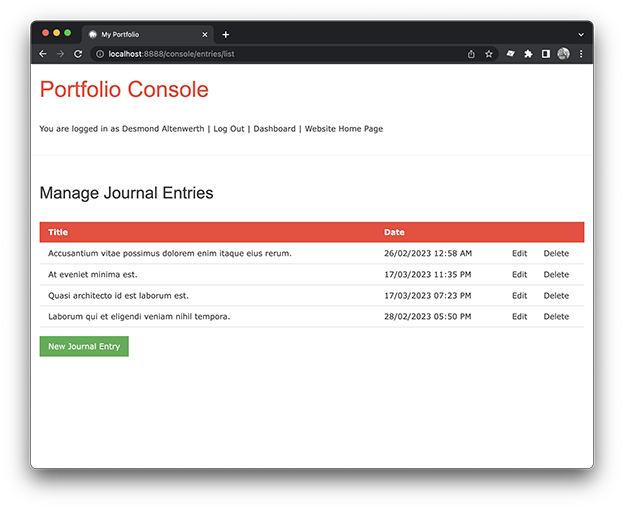 My Portfolio
localhost:8888/console/entries/list
Portfolio Console
You are logged in as Desmond Altenwerth | Log Out | Dashboard | Website Home Page
Manage Journal Entries
Title Date
Accusantium vitae possimus dolorem enim itaque eius rerum. 26/02/2023 12:58 AM Edit Delete
At eveniet minima est. 17/03/2023 11:35 PM Edit Delete
Quasi architecto id est laborum est. 17/03/2023 07:23 PM Edit Delete
Laborum qui et eligendi veniam nihil tempora. 28/02/2023 05:50 PM Edit Delete
New Journal Entry